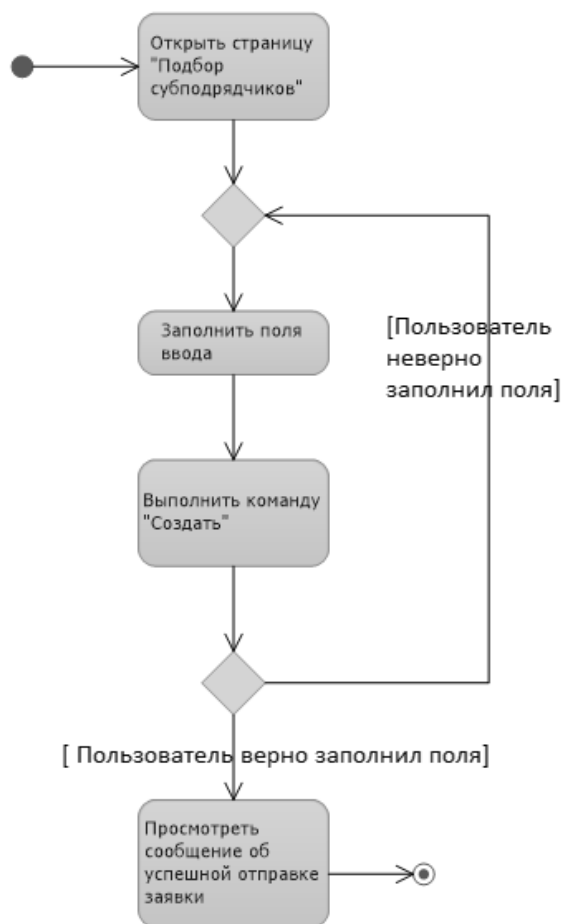 Открыть страницу
"Подбор
субподрядчиков"
Заполнить поля
ввода
[Пользователь
неверно
заполнил поля]
Выполнить команду
"Создать"
[ Пользователь верно заполнил поля]
Просмотреть
сообщение об
успешной отправке
заявки